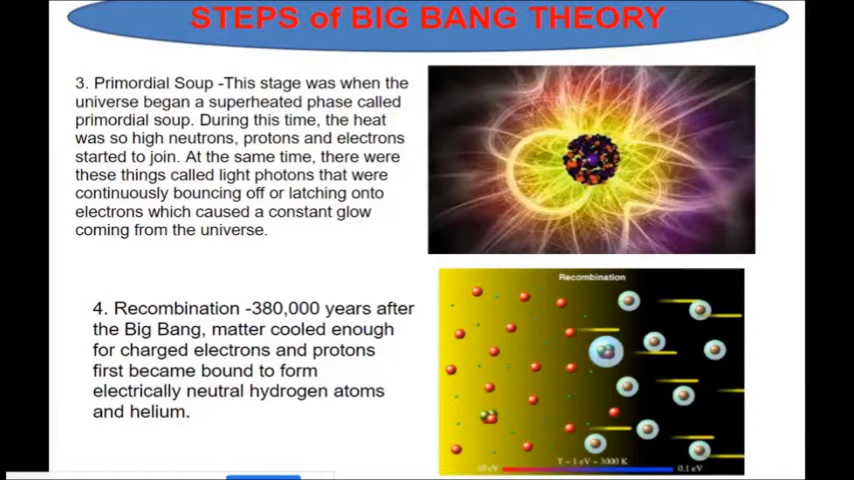 STEPS of BIG BANG THEORY
3. Primordial Soup -This stage was when the
universe began a superheated phase called
primordial soup. During this time, the heat
was so high neutrons, protons and electrons
started to join. At the same time, there were
these things called light photons that were
continuously bouncing off or latching onto
electrons which caused a constant glow
coming from the universe.
4. Recombination -380,000 years after
the Big Bang, matter cooled enough
for charged electrons and protons
first became bound to form
electrically neutral hydrogen atoms
and helium.
Recombination
T ~ 1 eV ~ 3000 K
10 eV
0.1 eV